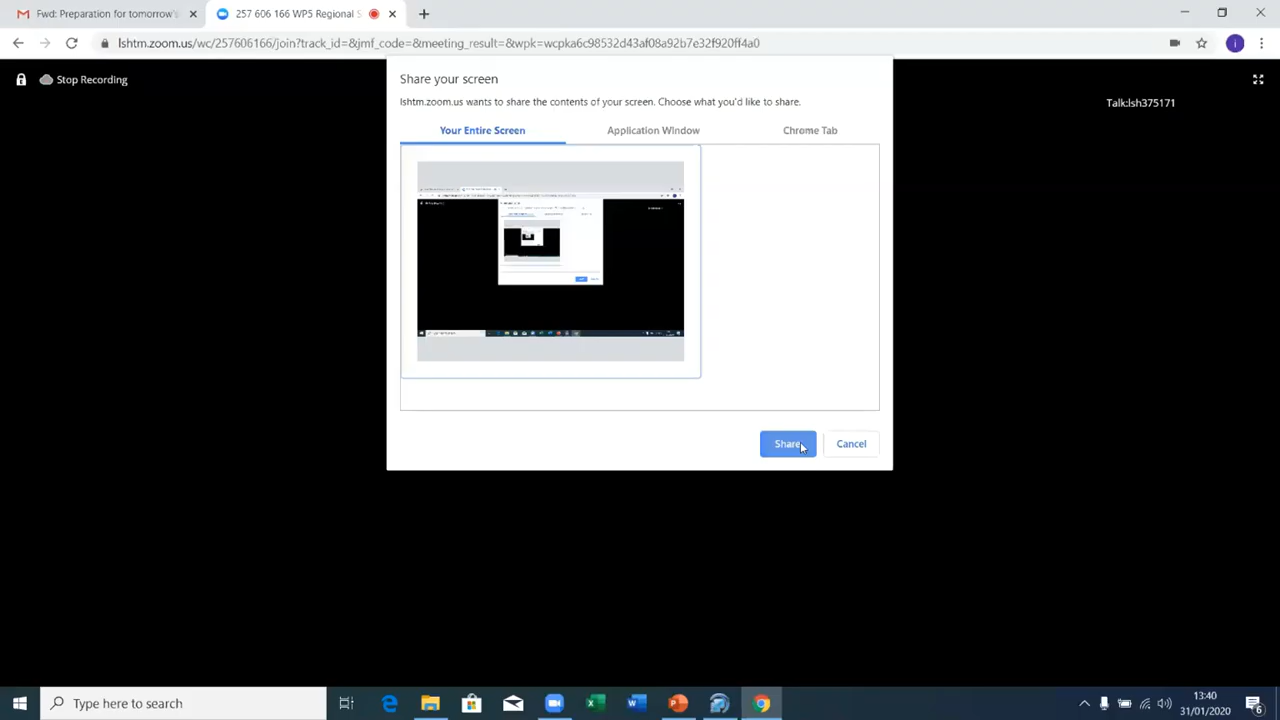 Fwd: Preparation for tomorrow's
257 606 166 WP5 Regional S
lshtm.zoom.us/wc/257606166/join?track_id=&jmf_code=&meeting_result=&wpk=wcpka6c98532d43af08a92b7e32f920ff4a0
i
Stop Recording
Talk:lsh375171
Share your screen
lshtm.zoom.us wants to share the contents of your screen. Choose what you'd like to share.
Your Entire Screen
Application Window
Chrome Tab
Share
Cancel
Type here to search
13:40
31/01/2020
6